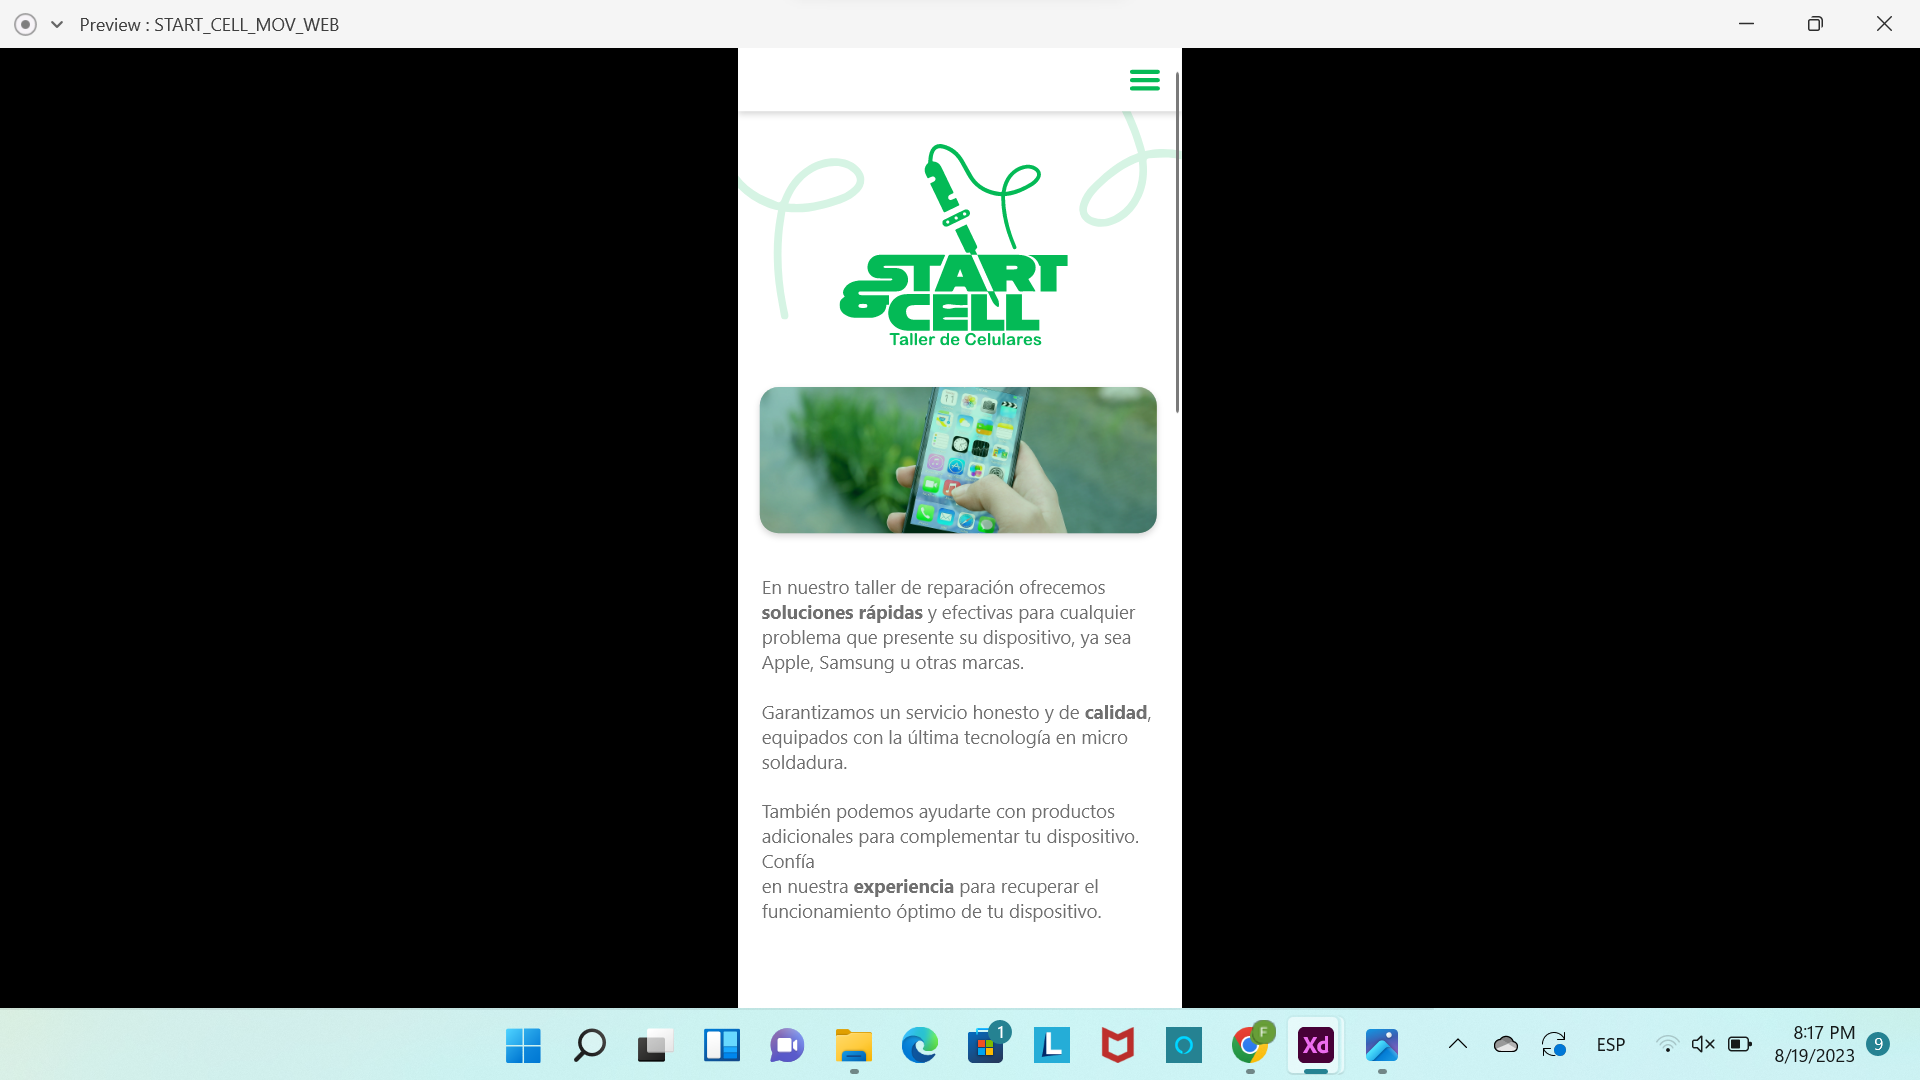 Preview : START_CELL_MOV_WEB
START
&CELL
Taller de Celulares
En nuestro taller de reparación ofrecemos
soluciones rápidas y efectivas para cualquier
problema que presente su dispositivo, ya sea
Apple, Samsung u otras marcas.
Garantizamos un servicio honesto y de calidad,
equipados con la última tecnología en micro
soldadura.
También podemos ayudarte con productos
adicionales para complementar tu dispositivo.
Confía
en nuestra experiencia para recuperar el
funcionamiento óptimo de tu dispositivo.
1
L
F
Xd
ESP
8:17 PM
8/19/2023
9